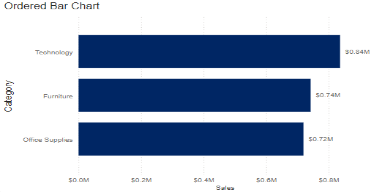 Ordered Bar Chart
Technology
$0.84M
Furniture
$0.74M
Office Supplies
$0.72M
Category
$0.0M
$0.2M
$0.4M
$0.6M
$0.8M
Sales